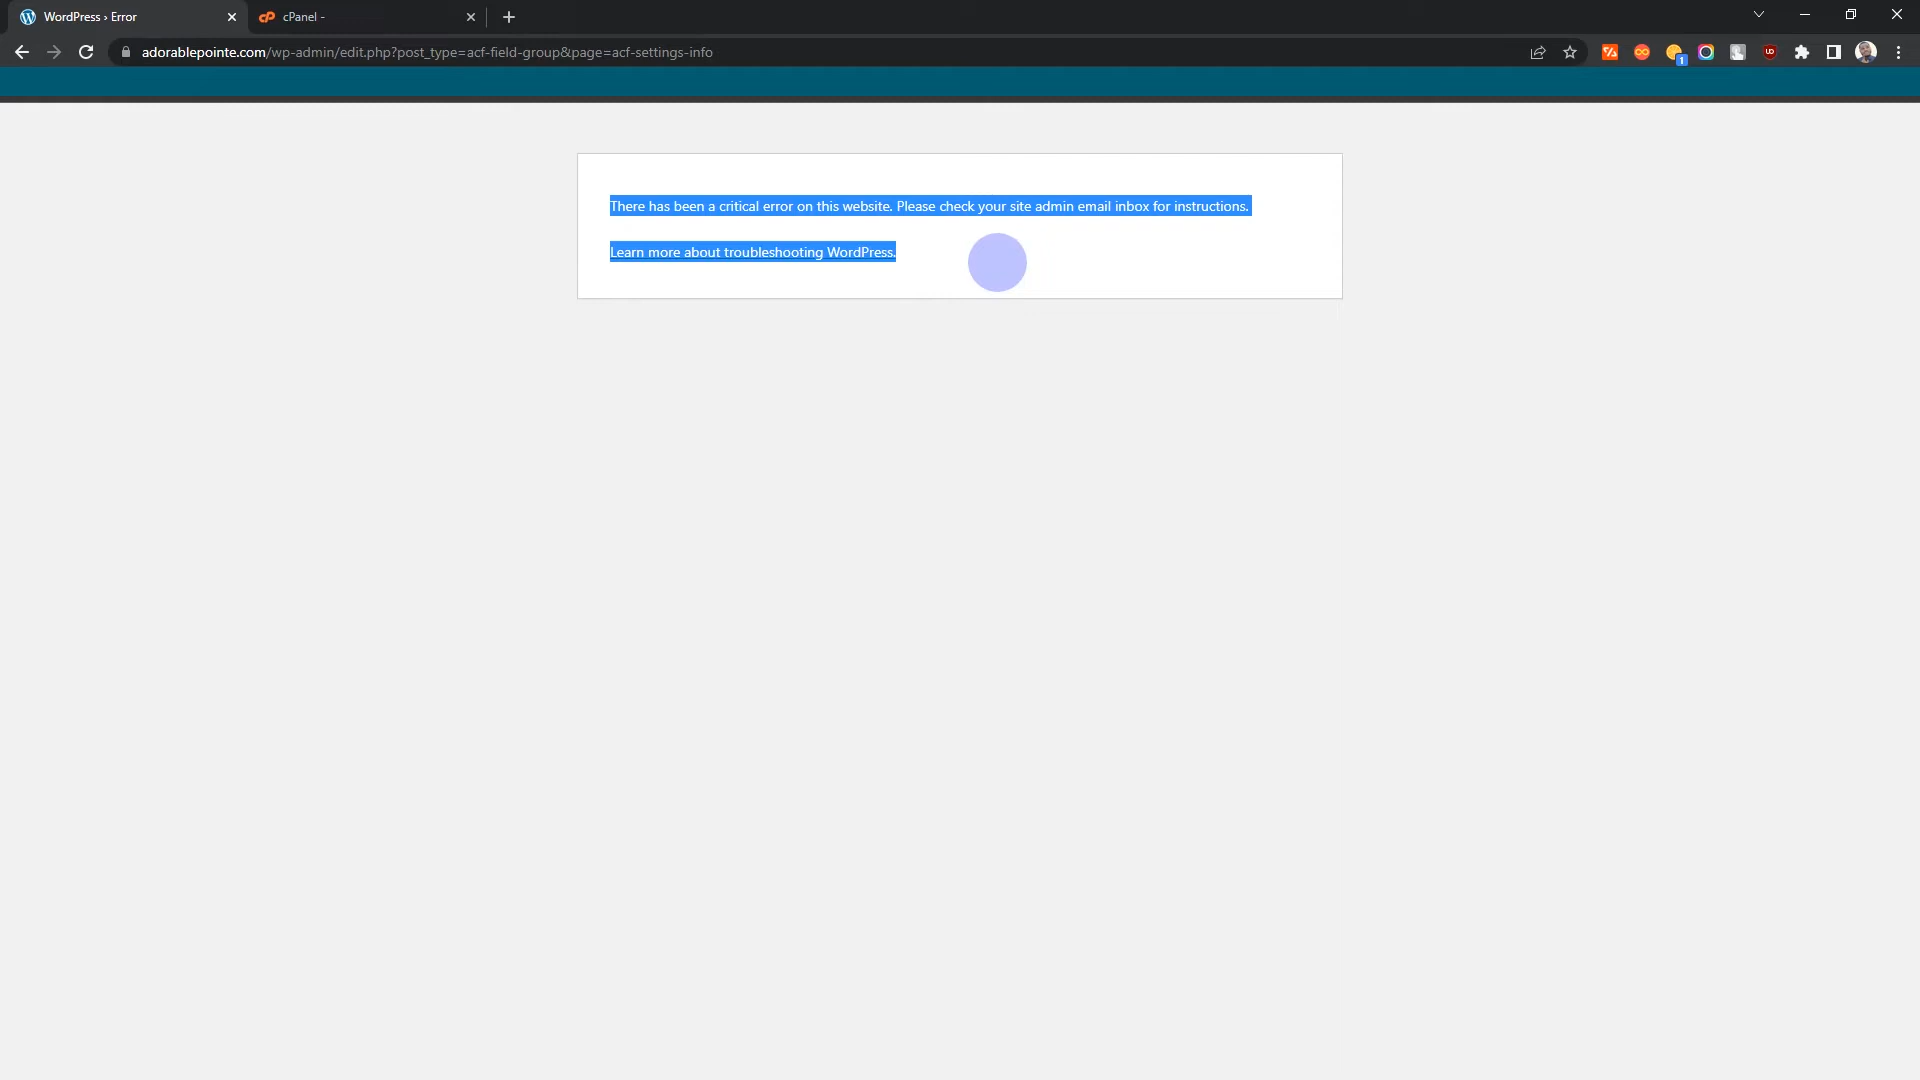 WordPress › Error
cPanel -
adorablepointe.com/wp-admin/edit.php?post_type=acf-field-group&page=acf-settings-info
1
There has been a critical error on this website. Please check your site admin email inbox for instructions.
Learn more about troubleshooting WordPress.